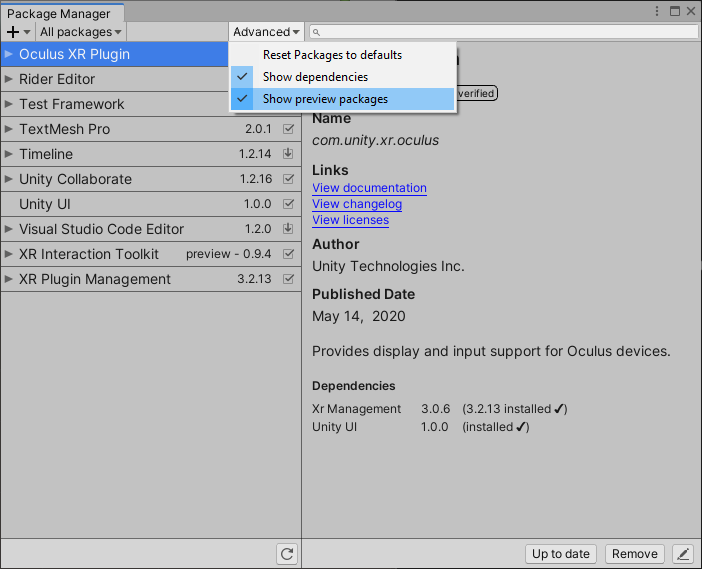 Package Manager
+ All packages Advanced
Oculus XR Plugin
Rider Editor
Test Framework
TextMesh Pro 2.0.1
Timeline 1.2.14
Unity Collaborate 1.2.16
Unity UI 1.0.0
Visual Studio Code Editor 1.2.0
XR Interaction Toolkit preview - 0.9.4
XR Plugin Management 3.2.13
Reset Packages to defaults
Show dependencies
Show preview packages
verified
Name
com.unity.xr.oculus
Links
View documentation
View changelog
View licenses
Author
Unity Technologies Inc.
Published Date
May 14, 2020
Provides display and input support for Oculus devices.
Dependencies
Xr Management 3.0.6 (3.2.13 installed ✔)
Unity UI 1.0.0 (installed ✔)
Up to date Remove